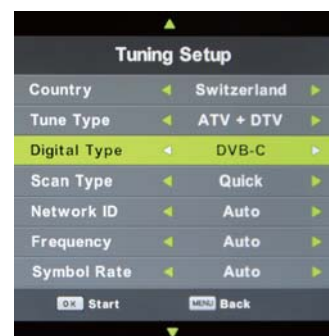 Tuning Setup
Country Switzerland
Tune Type ATV + DTV
Digital Type DVB-C
Scan Type Quick
Network ID Auto
Frequency Auto
Symbol Rate Auto
OK Start MENU Back